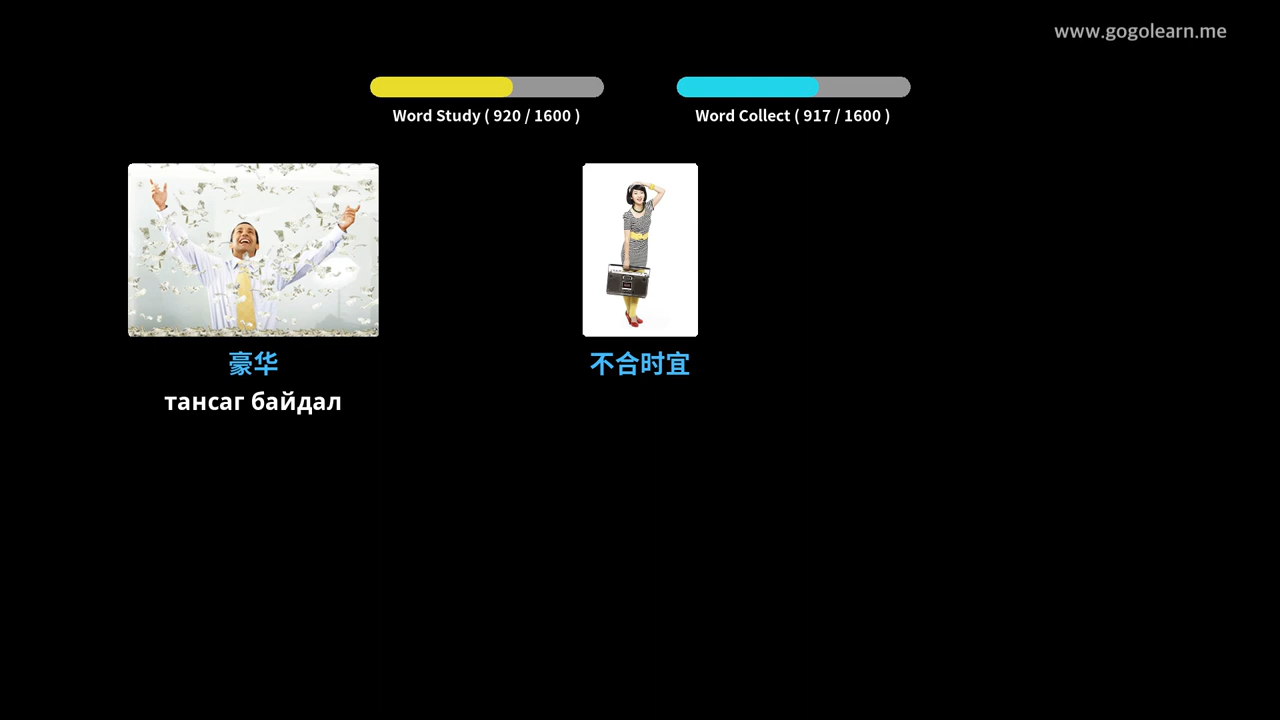 www.gogolearn.me
Word Study ( 920 / 1600 )
Word Collect ( 917 / 1600 )
豪华
тансаг байдал
不合时宜